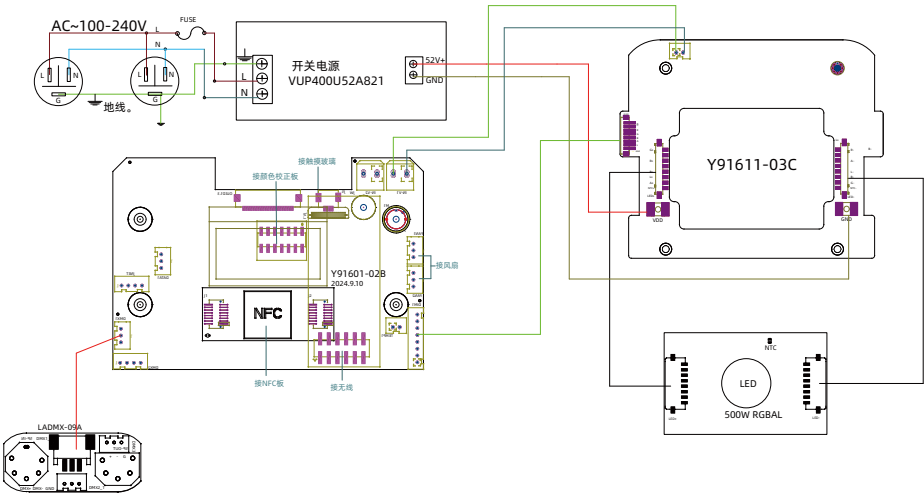 AC~100-240V
L
FUSE
N
L
N
G
L
N
G
地线。
开关电源
VUP400U52A821
L
N
52V+
GND
Y91611-03C
VDD
GND
接触摸玻璃
接颜色校正板
Y91601-02B
2024.9.10
接风扇
NFC
接NFC板
接无线
NTC
LED
500W RGBAL
LADMX-09A